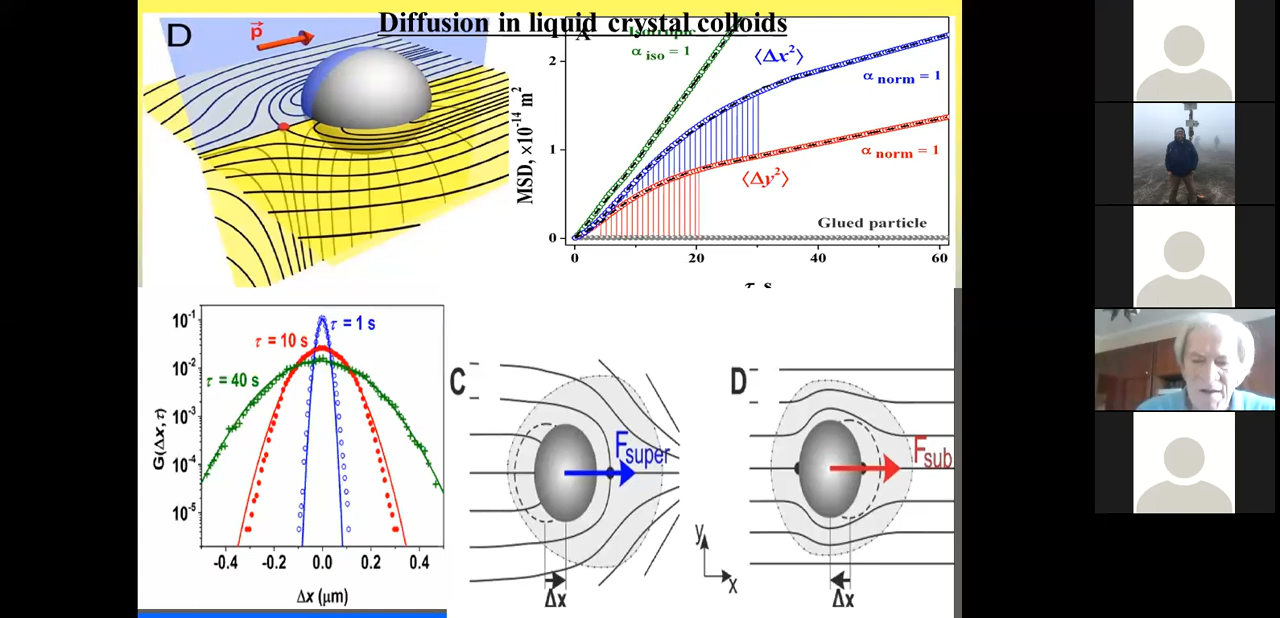 Diffusion in liquid crystal colloids
D
p
A
Isotropic
α iso = 1
⟨Δx²⟩
α norm = 1
α norm = 1
⟨Δy²⟩
Glued particle
MSD, ×10⁻¹⁴ m²
2
1
0
0 20 40 60
τ, s
10⁻¹
10⁻²
10⁻³
10⁻⁴
10⁻⁵
τ = 1 s
τ = 10 s
τ = 40 s
G(Δx, τ)
-0.4 -0.2 0.0 0.2 0.4
Δx (μm)
C
F super
Δx
y
x
D
F sub
Δx